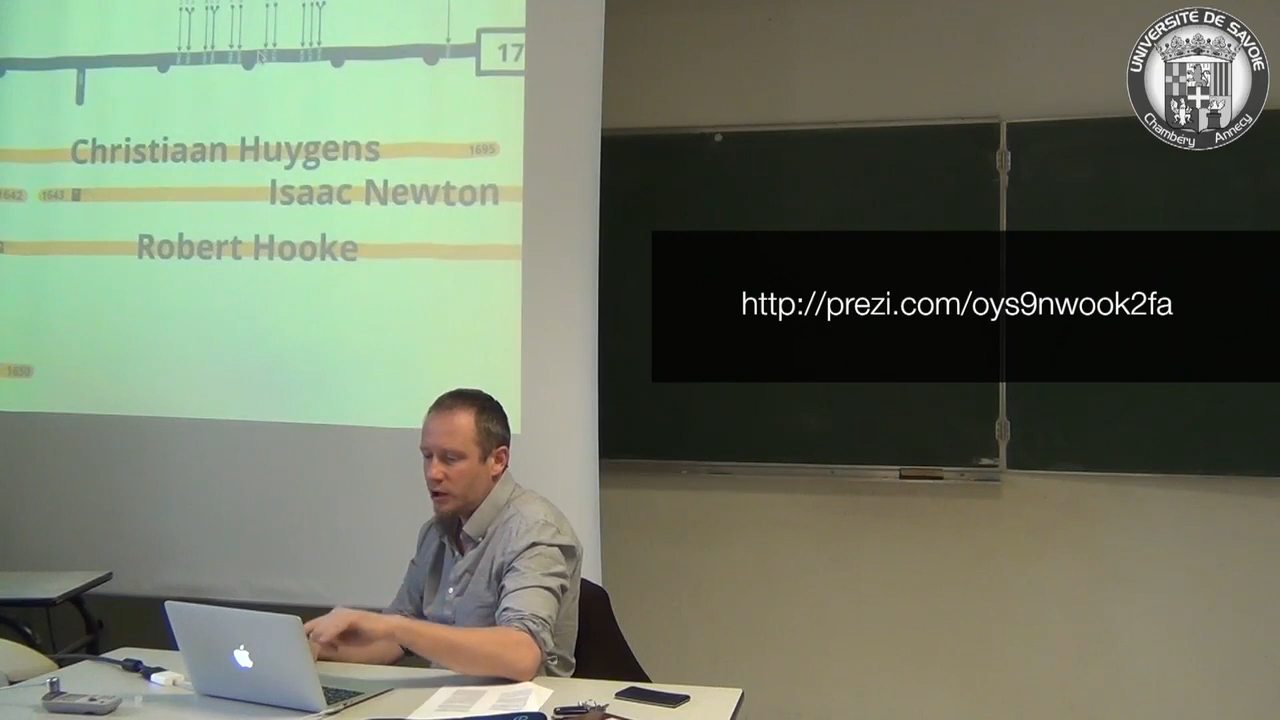 17
Christiaan Huygens
1695
1642
1643
Isaac Newton
Robert Hooke
1650
http://prezi.com/oys9nwook2fa
UNIVERSITÉ DE SAVOIE
Chambéry Annecy